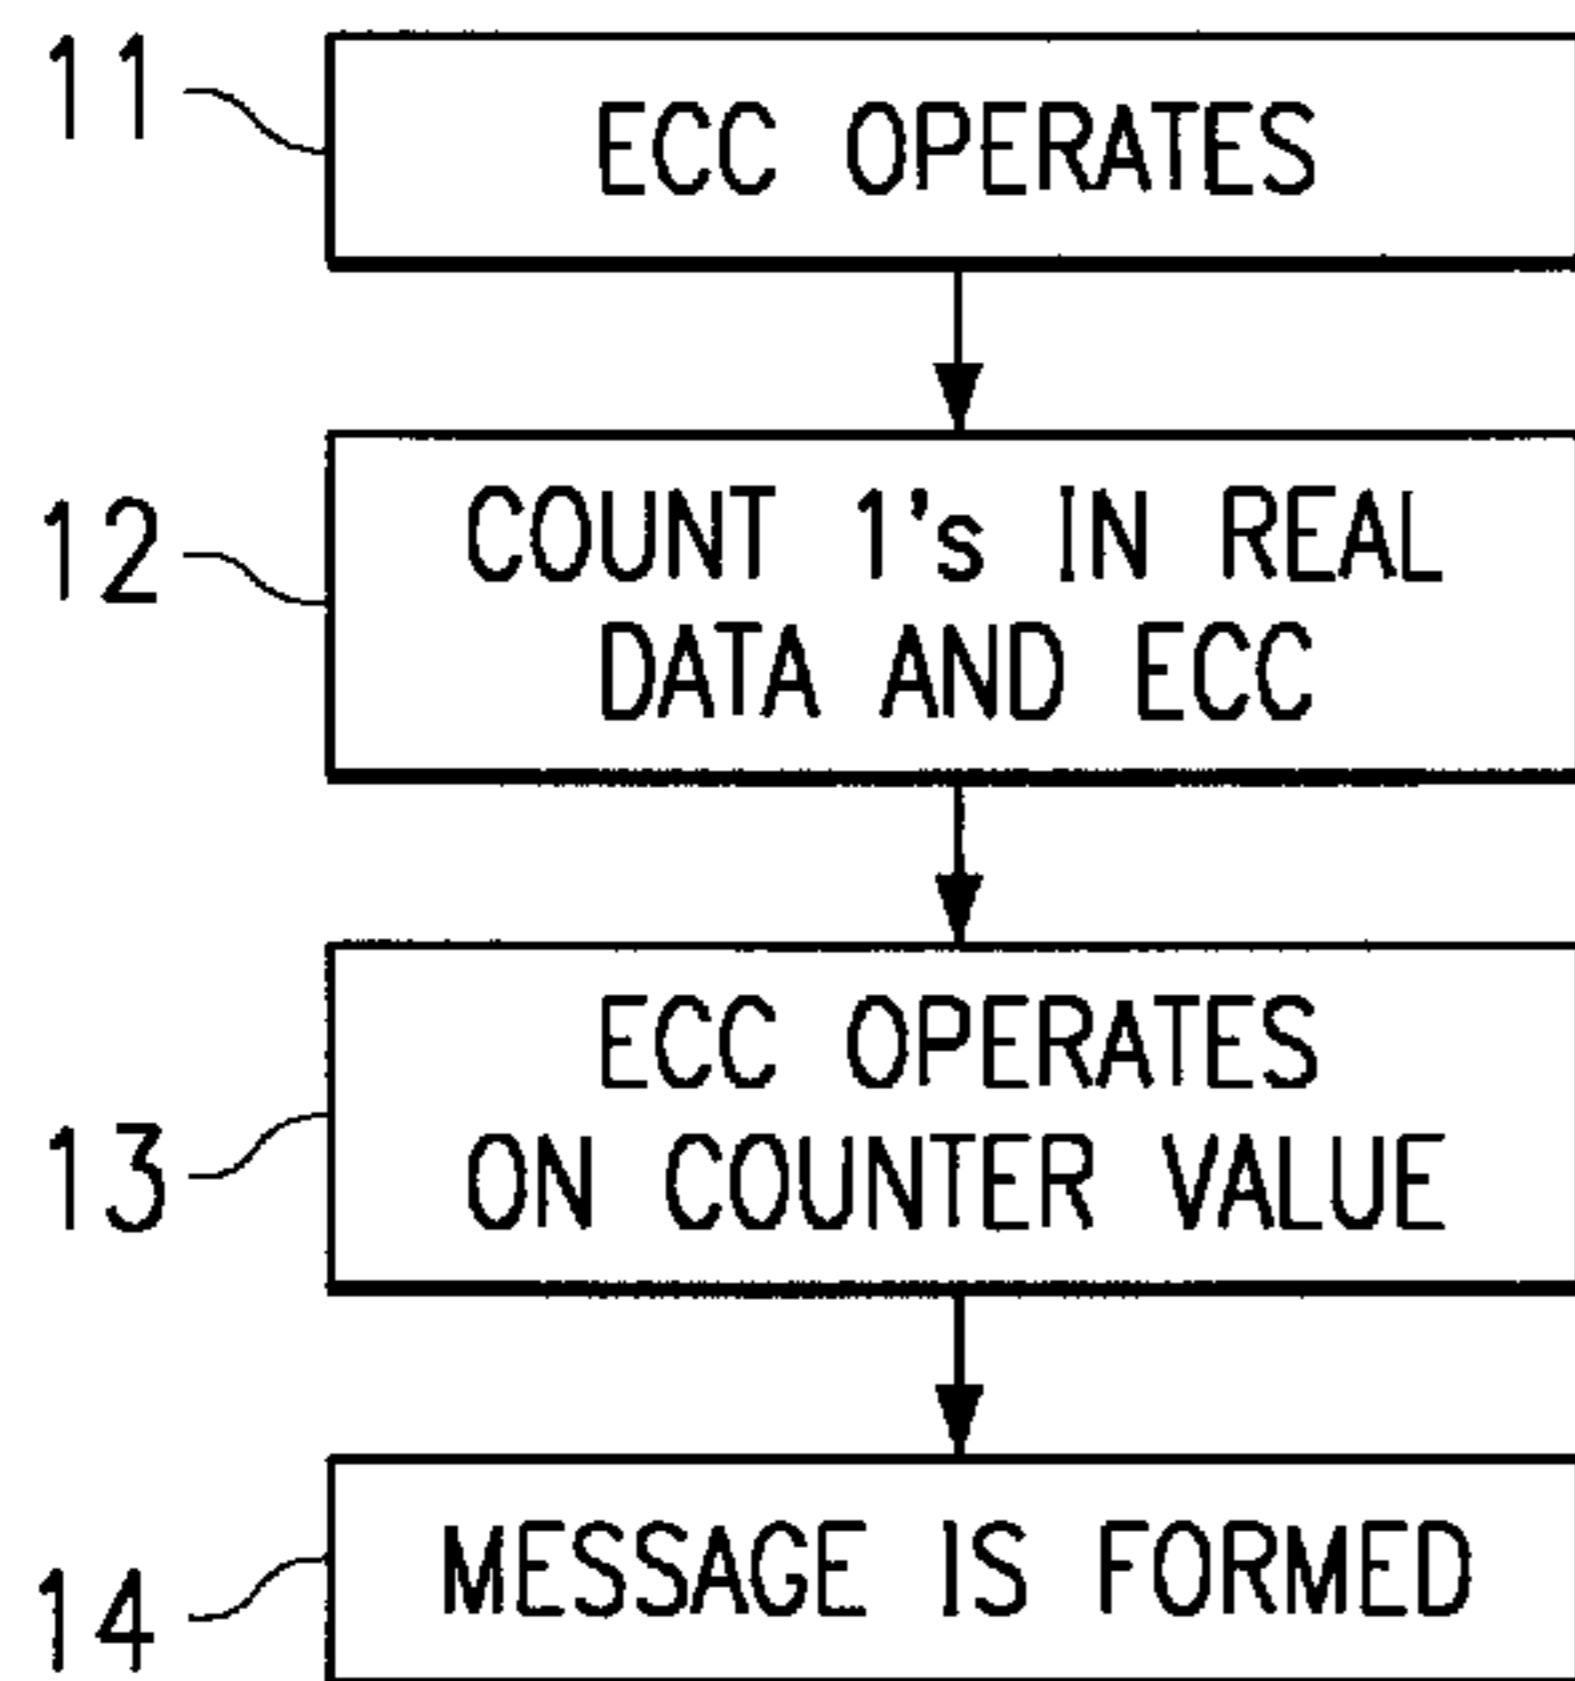 11
ECC OPERATES
12
COUNT 1's IN REAL
DATA AND ECC
13
ECC OPERATES
ON COUNTER VALUE
14
MESSAGE IS FORMED